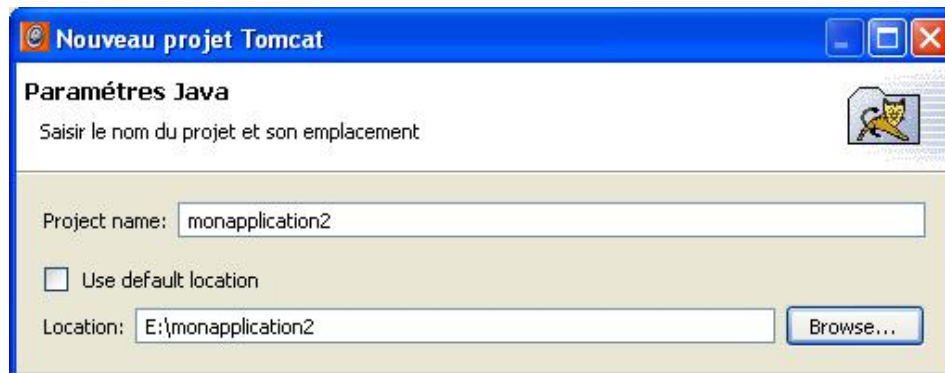 Nouveau projet Tomcat
Paramétres Java
Saisir le nom du projet et son emplacement
Project name: monapplication2
Use default location
Location: E:\monapplication2 Browse...